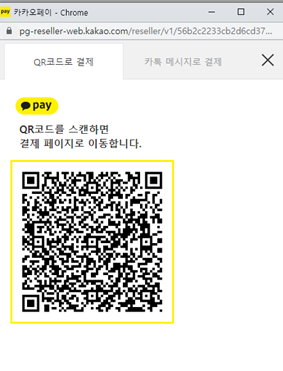 pay 카카오페이 - Chrome
pg-reseller-web.kakao.com/reseller/v1/56b2c2233cb2d6cd37...
QR코드로 결제
카톡 메시지로 결제
pay
QR코드를 스캔하면
결제 페이지로 이동합니다.